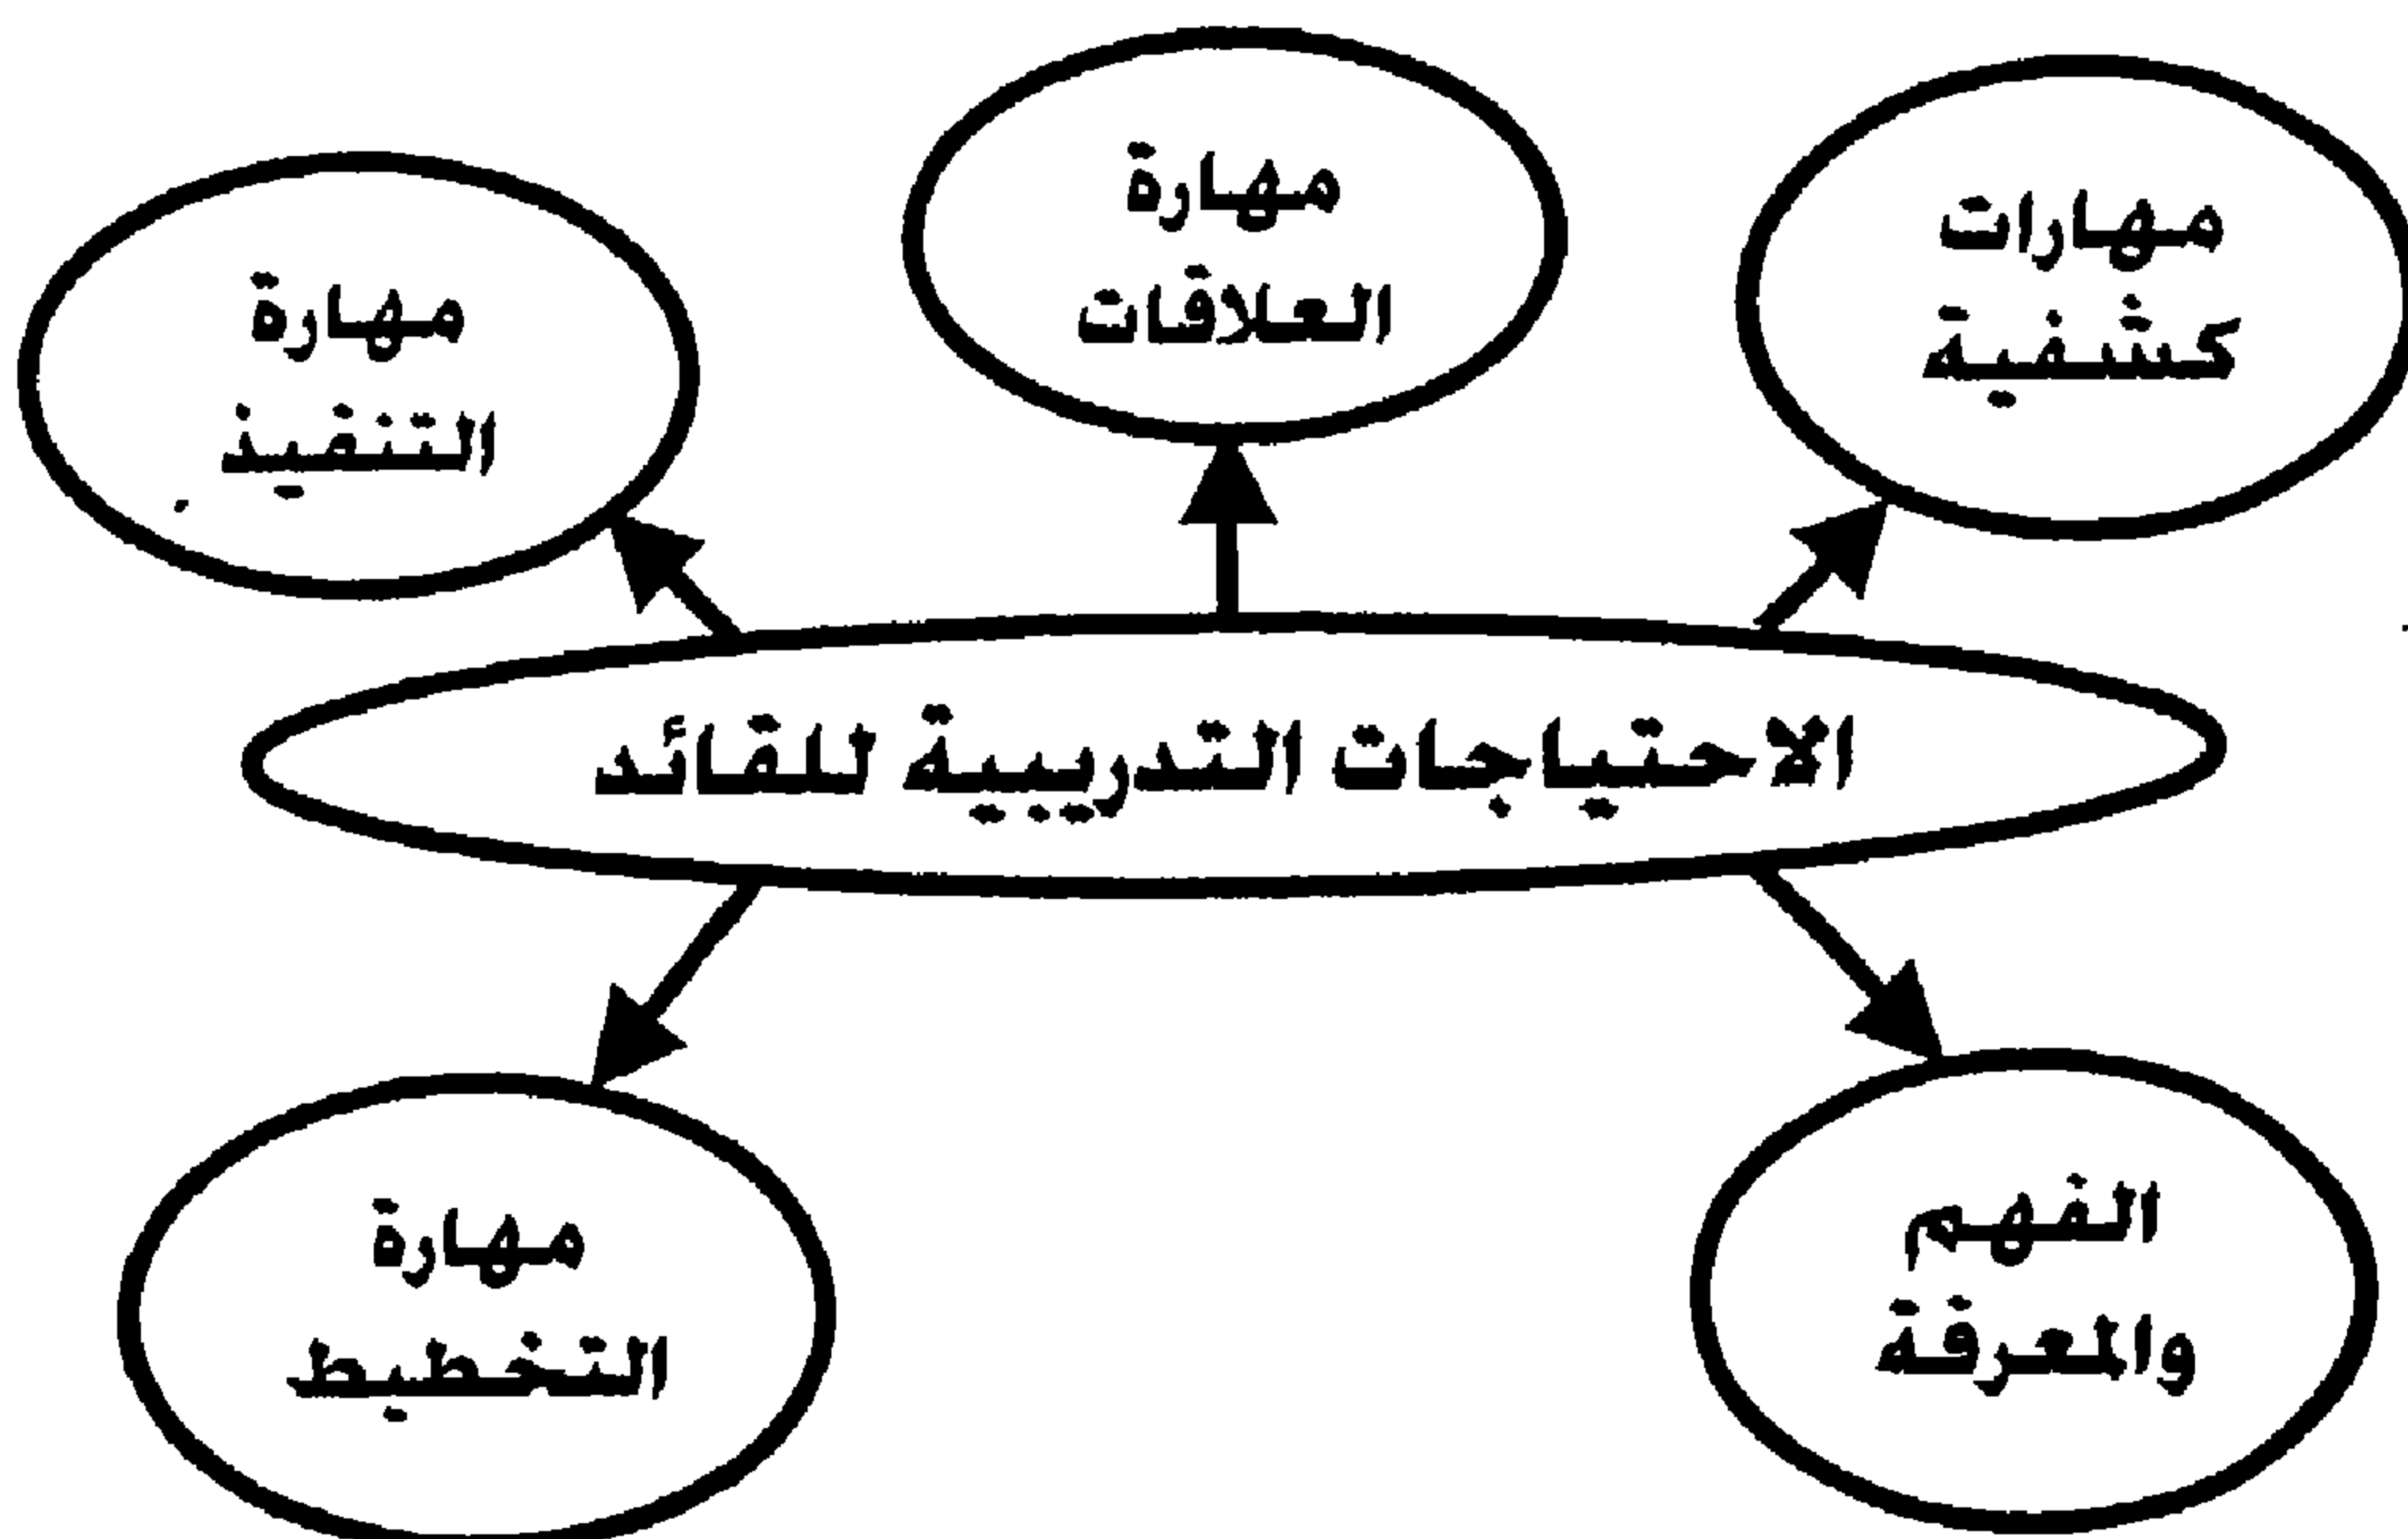 مهارات
كشفية
مهارة
العلاقات
مهارة
التنفيذ
الاحتياجات التدريبية للقائد
الفهم
والمعرفة
مهارة
التخطيط